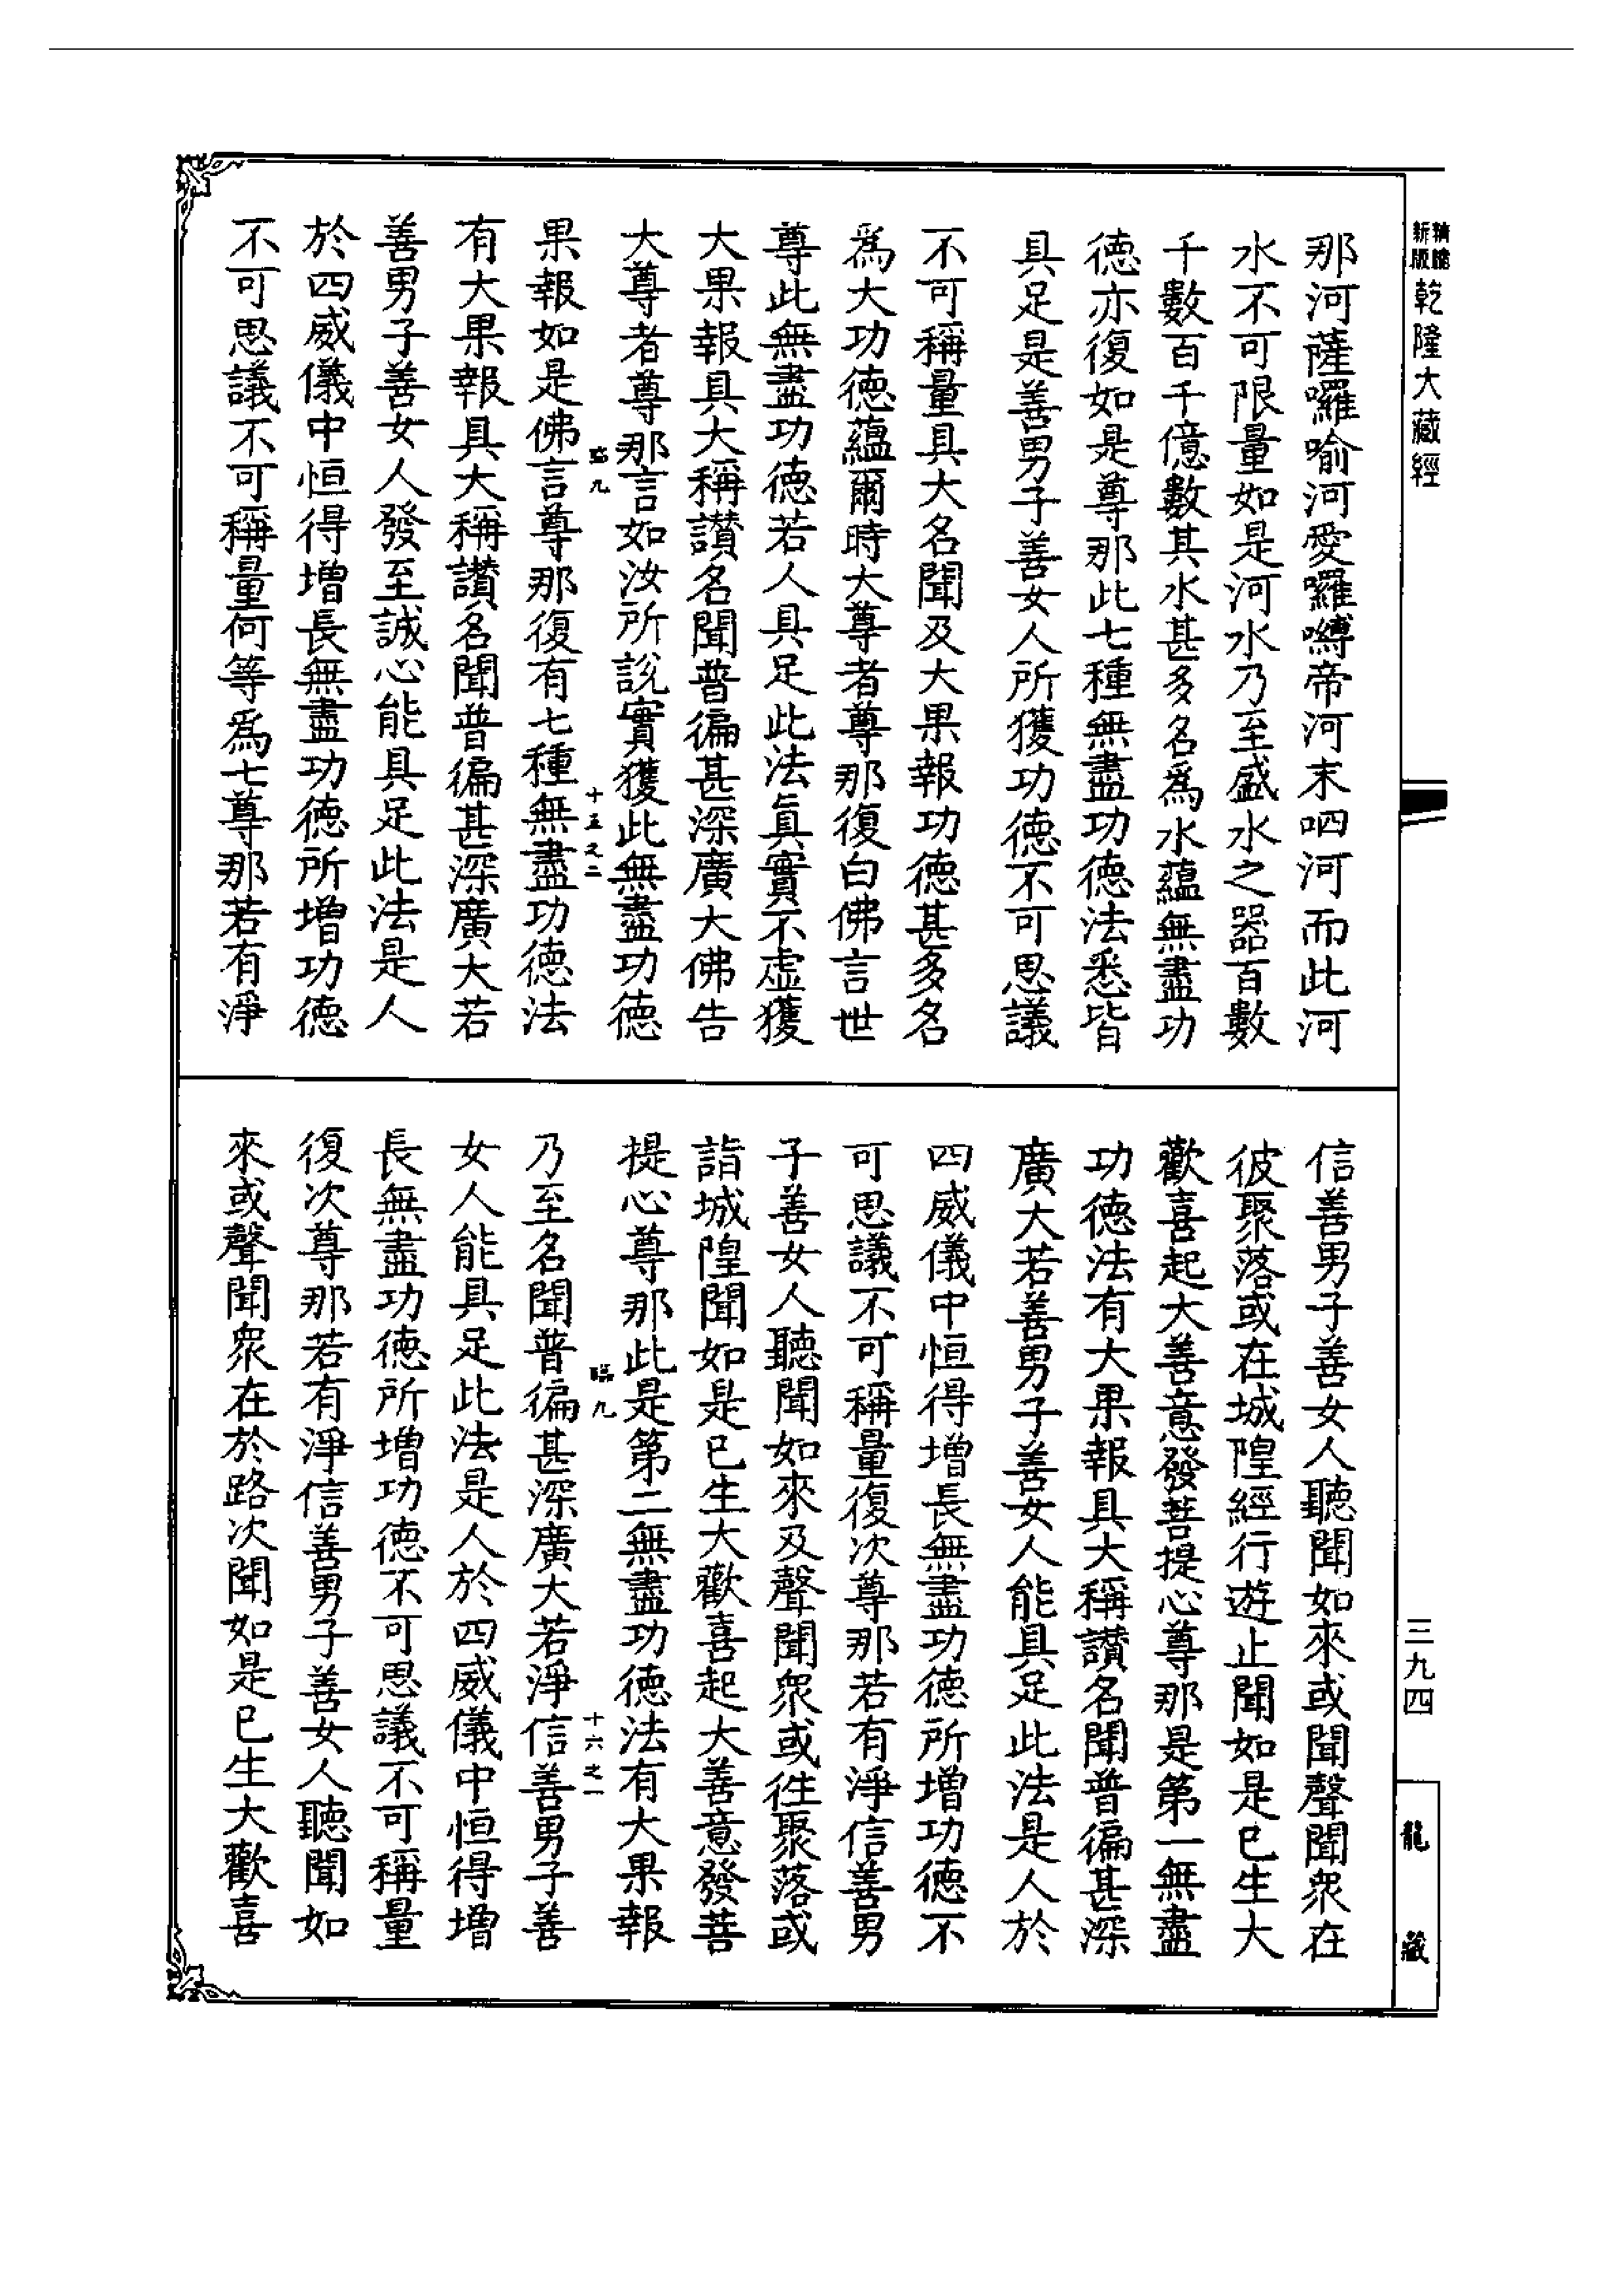 新版精縮乾隆大藏經
那河薩囉喻河愛囉嚩帝河末呬河而此河
水不可限量如是河水乃至盛水之器百數
千數百千億數其水甚多名爲水蘊無盡功
德亦復如是尊那此七種無盡功德法悉皆
具足是善男子善女人所獲功德不可思議
不可稱量具大名聞及大果報功德甚多名
爲大功德蘊爾時大尊者尊那復白佛言世
尊此無盡功德若人具足此法眞實不虛獲
大果報具大稱讚名聞普徧甚深廣大佛告
大尊者尊那言如汝所說實獲此無盡功德
臨九
十五之二
果報如是佛言尊那復有七種無盡功德法
有大果報具大稱讚名聞普徧甚深廣大若
善男子善女人發至誠心能具足此法是人
於四威儀中恒得增長無盡功德所增功德
不可思議不可稱量何等爲七尊那若有淨
信善男子善女人聽聞如來或聞聲聞衆在
彼聚落或在城隍經行遊止聞如是已生大
歡喜起大善意發菩提心尊那是第一無盡
功德法有大果報具大稱讚名聞普徧甚深
廣大若善男子善女人能具足此法是人於
四威儀中恒得增長無盡功德所增功德不
可思議不可稱量復次尊那若有淨信善男
子善女人聽聞如來及聲聞衆或往聚落或
詣城隍聞如是已生大歡喜起大善意發菩
提心尊那此是第二無盡功德法有大果報
臨九
十六之一
乃至名聞普徧甚深廣大若淨信善男子善
女人能具足此法是人於四威儀中恒得增
長無盡功德所增功德不可思議不可稱量
復次尊那若有淨信善男子善女人聽聞如
來或聲聞衆在於路次聞如是已生大歡喜
三九四
龍藏